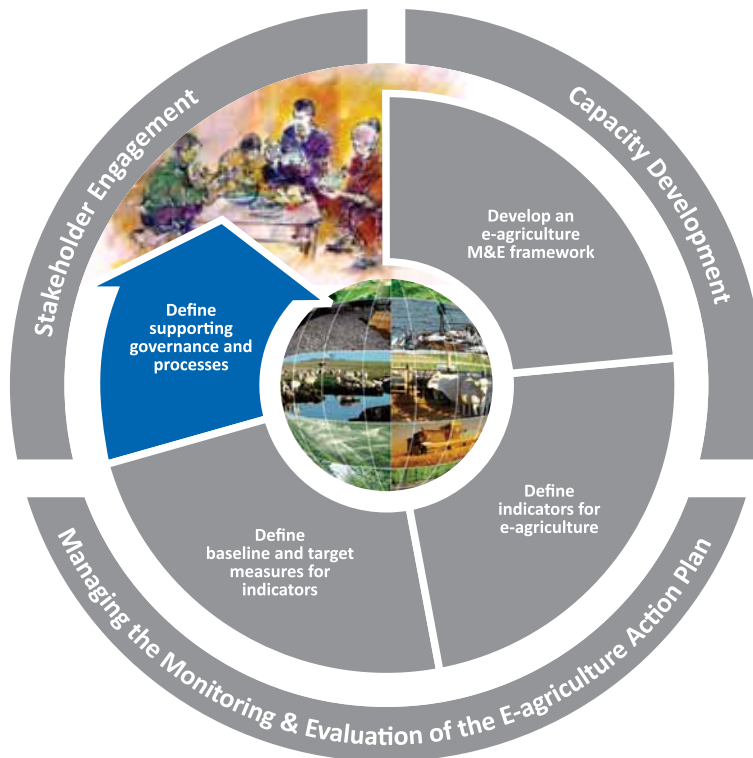 Stakeholder Engagement
Capacity Development
Develop an
e-agriculture
M&E framework
Define
supporting
governance and
processes
Define
indicators for
e-agriculture
Define
baseline and target
measures for
indicators
Managing the Monitoring & Evaluation of the E-agriculture Action Plan